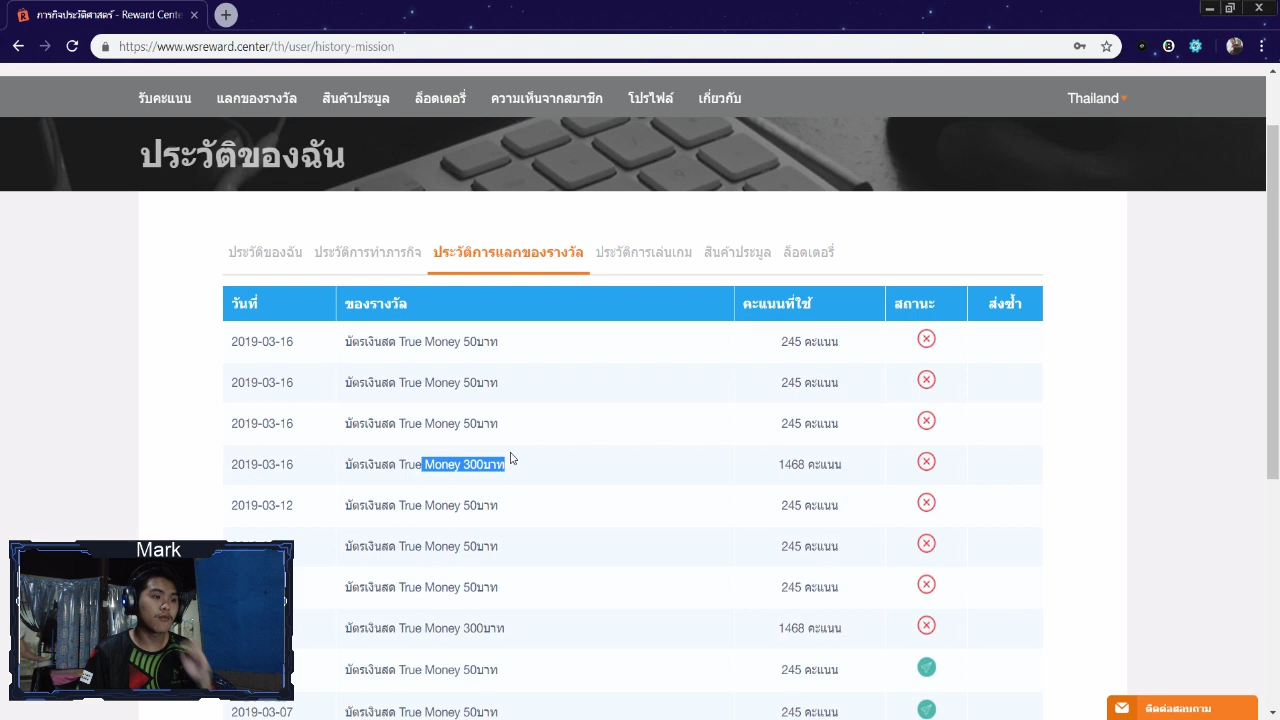 ภารกิจประวัติศาสตร์ - Reward Cente
https://www.wsreward.center/th/user/history-mission
รับคะแนน แลกของรางวัล สินค้าประมูล ล็อตเตอรี่ ความเห็นจากสมาชิก โปรไฟล์ เกี่ยวกับ Thailand
ประวัติของฉัน
ประวัติของฉัน ประวัติการทำภารกิจ ประวัติการแลกของรางวัล ประวัติการเล่นเกม สินค้าประมูล ล็อตเตอรี่
วันที่ ของรางวัล คะแนนที่ใช้ สถานะ ส่งซ้ำ
2019-03-16 บัตรเงินสด True Money 50บาท 245 คะแนน
2019-03-16 บัตรเงินสด True Money 50บาท 245 คะแนน
2019-03-16 บัตรเงินสด True Money 50บาท 245 คะแนน
2019-03-16 บัตรเงินสด True Money 300บาท 1468 คะแนน
2019-03-12 บัตรเงินสด True Money 50บาท 245 คะแนน
บัตรเงินสด True Money 50บาท 245 คะแนน
Mark
บัตรเงินสด True Money 50บาท 245 คะแนน
บัตรเงินสด True Money 300บาท 1468 คะแนน
บัตรเงินสด True Money 50บาท 245 คะแนน
2019-03-07 บัตรเงินสด True Money 50บาท 245 คะแนน
ติดต่อสอบถาม